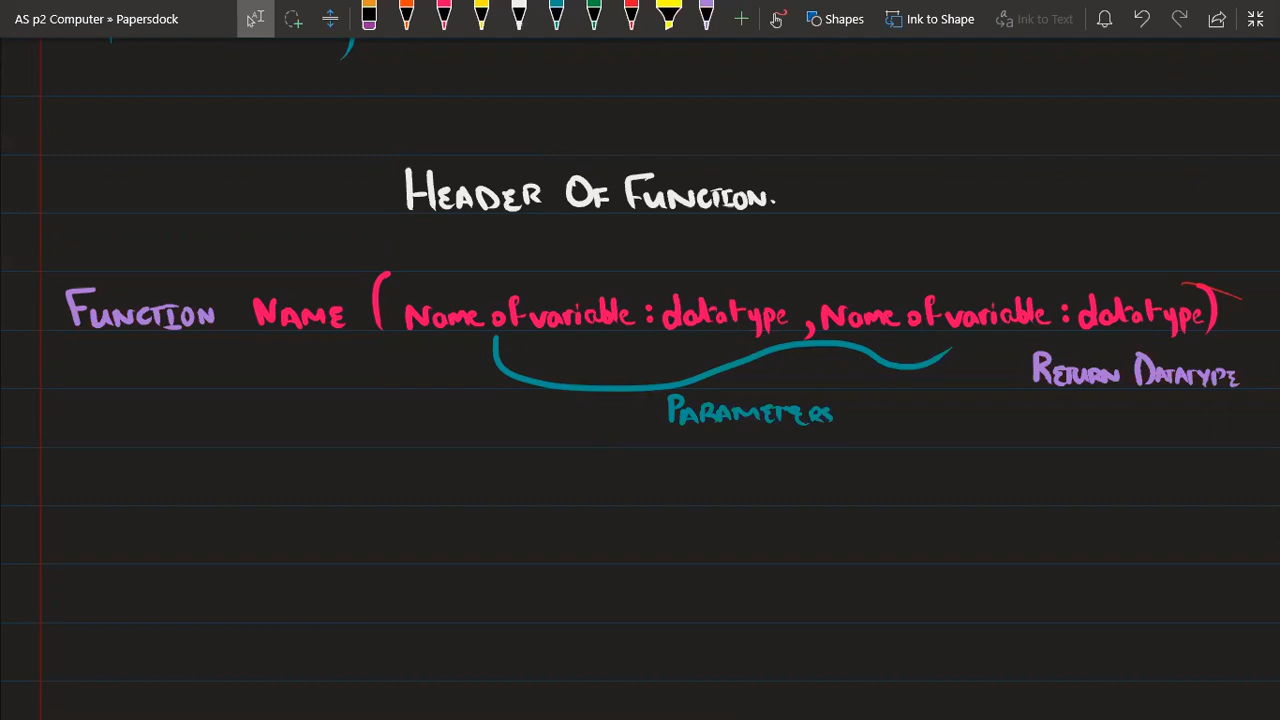 AS p2 Computer » Papersdock
Shapes
Ink to Shape
Ink to Text
HEADER OF FUNCTION.
FUNCTION NAME ( Name of variable : datatype , Name of variable : datatype )
RETURN DATATYPE
PARAMETERS